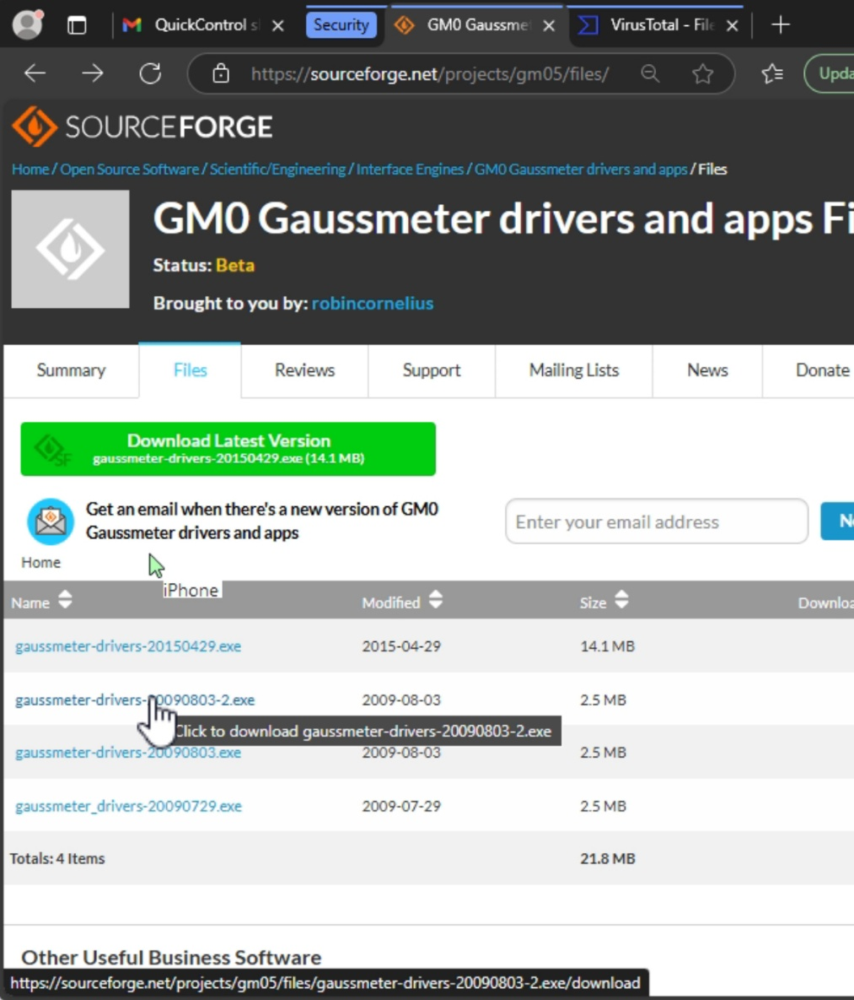 QuickControl s
Security
GM0 Gaussme
VirusTotal - File
https://sourceforge.net/projects/gm05/files/
Upda
SOURCEFORGE
Home / Open Source Software / Scientific/Engineering / Interface Engines / GM0 Gaussmeter drivers and apps / Files
GM0 Gaussmeter drivers and apps Fi
Status: Beta
Brought to you by: robincornelius
Summary
Files
Reviews
Support
Mailing Lists
News
Donate
Download Latest Version
gaussmeter-drivers-20150429.exe (14.1 MB)
SF
Get an email when there's a new version of GM0
Gaussmeter drivers and apps
Enter your email address
Home
iPhone
Name
Modified
Size
Downloa
gaussmeter-drivers-20150429.exe
2015-04-29
14.1 MB
gaussmeter-drivers-20090803-2.exe
2009-08-03
2.5 MB
Click to download gaussmeter-drivers-20090803-2.exe
gaussmeter-drivers-20090803.exe
2009-08-03
2.5 MB
gaussmeter_drivers-20090729.exe
2009-07-29
2.5 MB
Totals: 4 Items
21.8 MB
Other Useful Business Software
https://sourceforge.net/projects/gm05/files/gaussmeter-drivers-20090803-2.exe/download